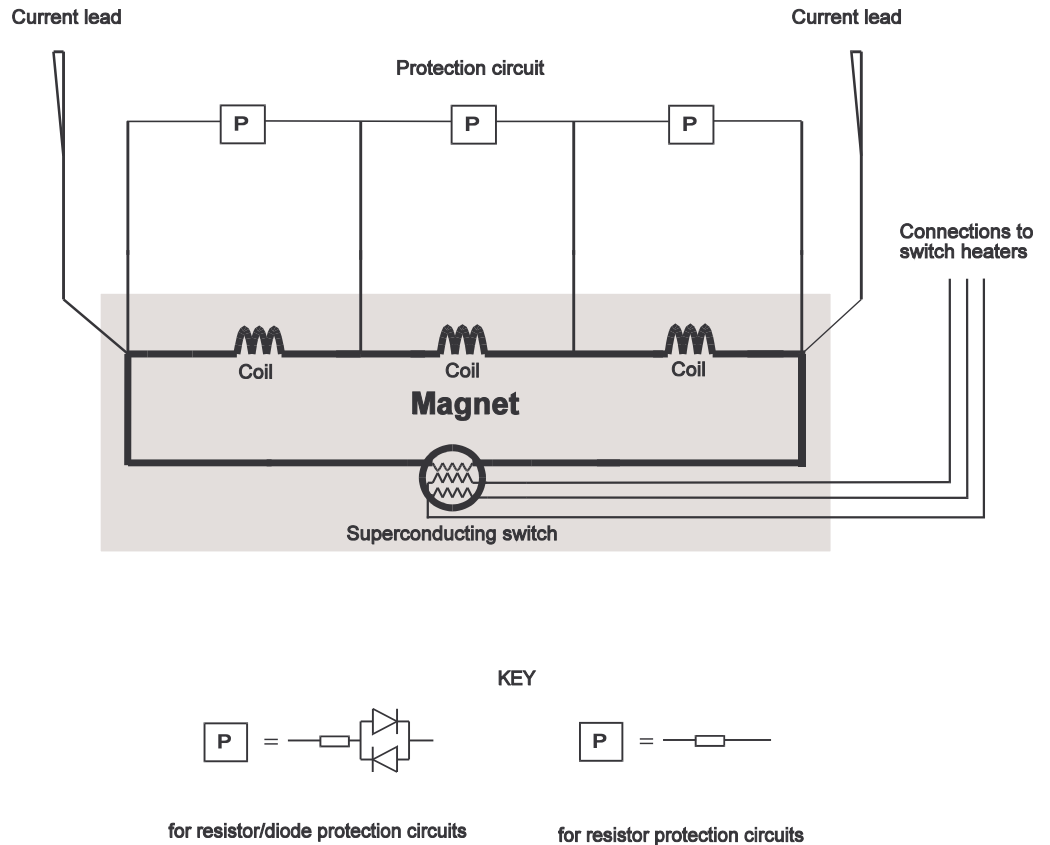 Current lead
Current lead
Protection circuit
P
P
P
Connections to
switch heaters
Coil
Coil
Coil
Magnet
Superconducting switch
KEY
P =
P =
for resistor/diode protection circuits
for resistor protection circuits